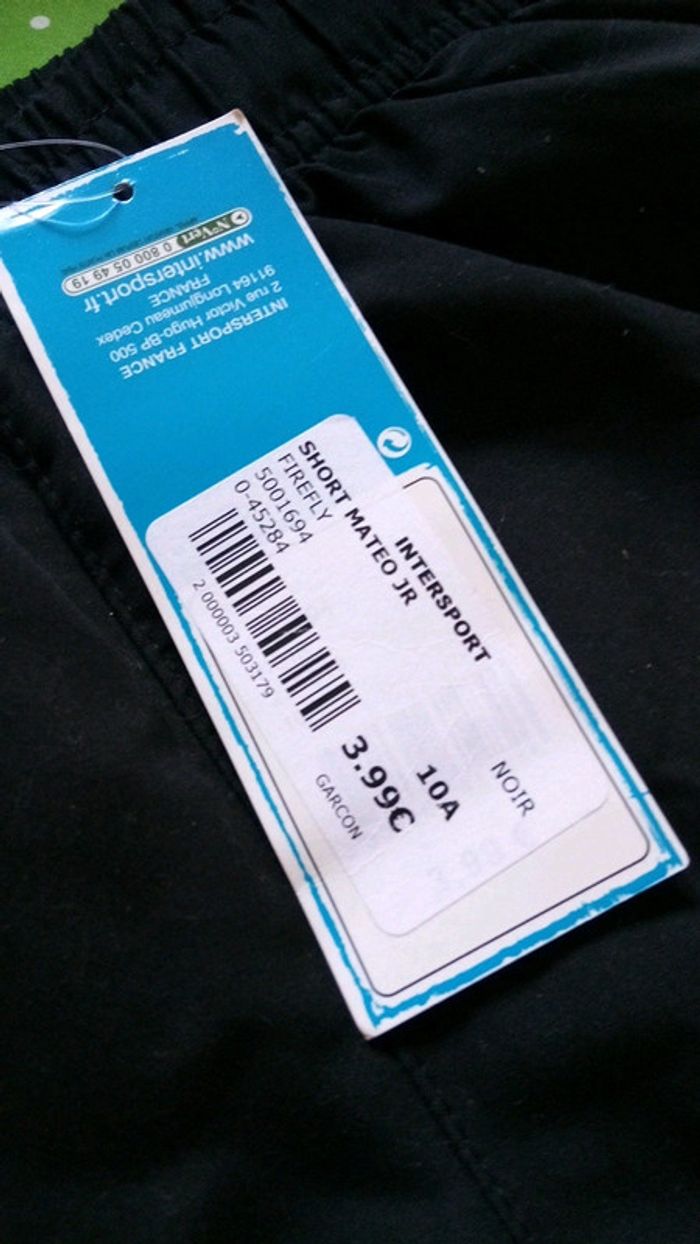 INTERSPORT FRANCE
2 rue Victor Hugo-BP 500
91164 Longjumeau Cedex
FRANCE
www.intersport.fr
N°Vert 0 800 05 49 19
INTERSPORT
SHORT MATEO JR
FIREFLY
5001694
0-45284
2 000003 503179
NOIR
10A
3.99€
GARCON